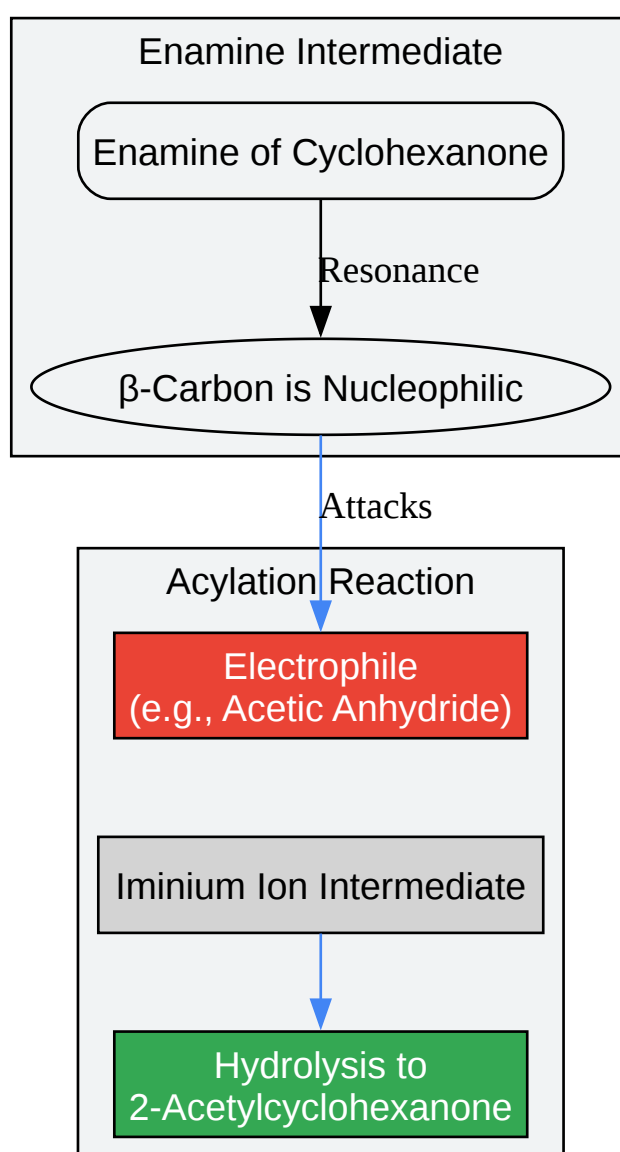 Enamine Intermediate
Enamine of Cyclohexanone
Resonance
β-Carbon is Nucleophilic
Attacks
Acylation Reaction
Electrophile
(e.g., Acetic Anhydride)
Iminium Ion Intermediate
Hydrolysis to
2-Acetylcyclohexanone